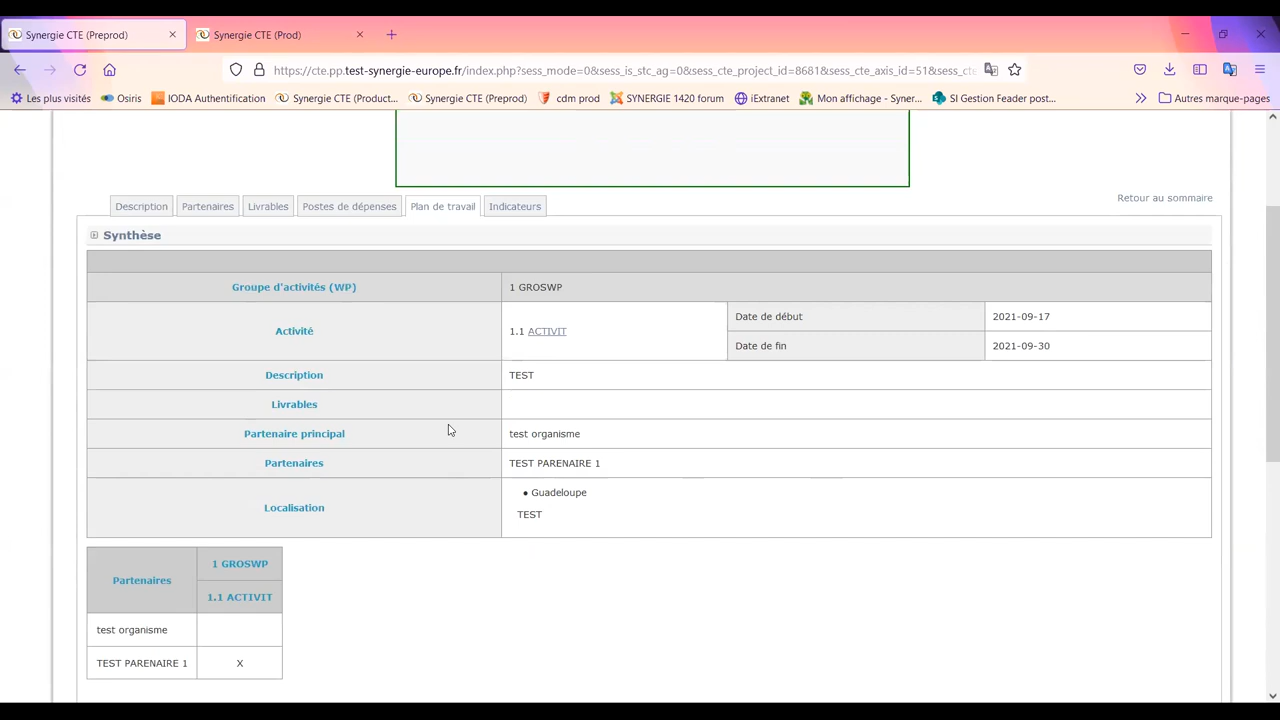 Synergie CTE (Preprod)
Synergie CTE (Prod)
https://cte.pp.test-synergie-europe.fr/index.php?sess_mode=0&sess_is_stc_ag=0&sess_cte_project_id=8681&sess_cte_axis_id=51&sess_cte
Les plus visités
Osiris
IODA Authentification
Synergie CTE (Product...
Synergie CTE (Preprod)
cdm prod
SYNERGIE 1420 forum
iExtranet
Mon affichage - Syner...
SI Gestion Feader post...
Autres marque-pages
Description
Partenaires
Livrables
Postes de dépenses
Plan de travail
Indicateurs
Retour au sommaire
Synthèse
Groupe d'activités (WP)
1 GROSWP
Activité
1.1 ACTIVIT
Date de début
2021-09-17
Date de fin
2021-09-30
Description
TEST
Livrables
Partenaire principal
test organisme
Partenaires
TEST PARENAIRE 1
Localisation
• Guadeloupe
TEST
Partenaires
1 GROSWP
1.1 ACTIVIT
test organisme
TEST PARENAIRE 1
X